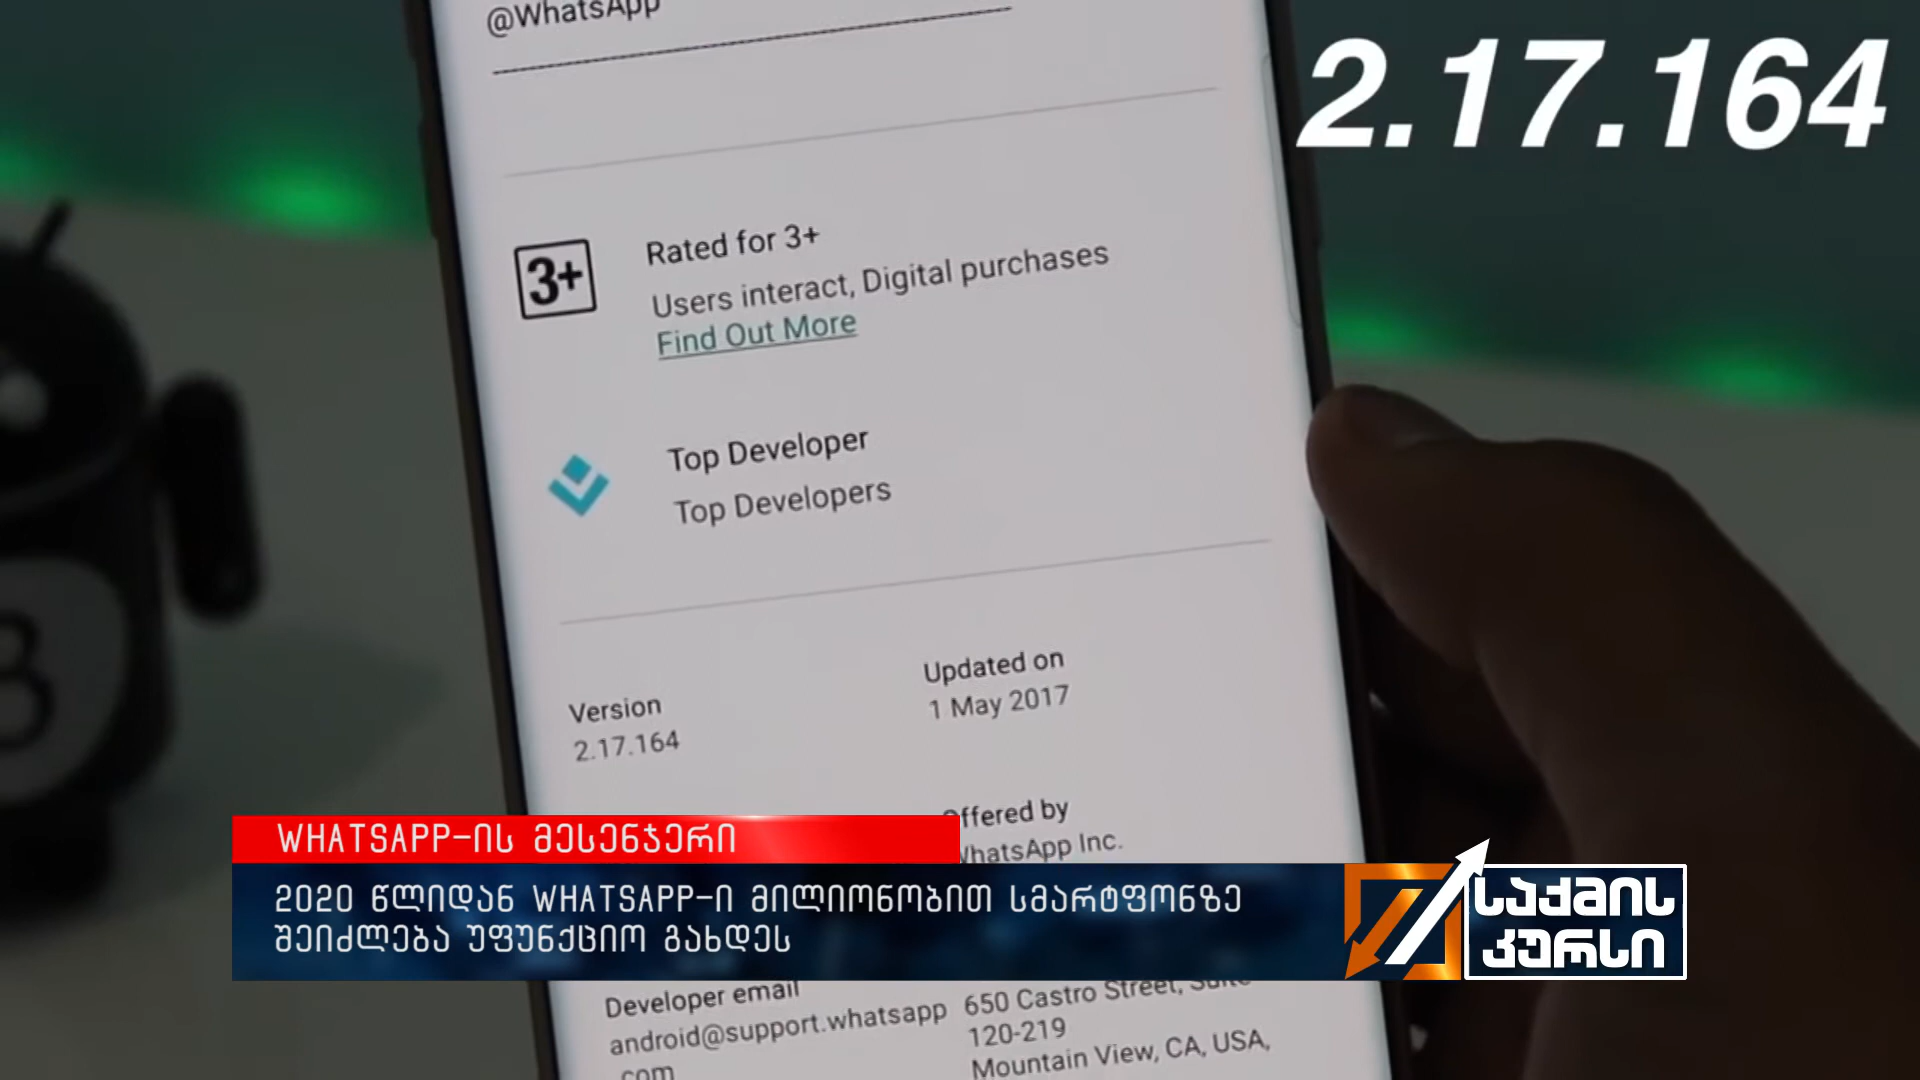 @WhatsApp
2.17.164
3+
Rated for 3+
Users interact, Digital purchases
Find Out More
Top Developer
Top Developers
Updated on
1 May 2017
Version
2.17.164
Offered by
WhatsApp Inc.
WHATSAPP-ის მესენჯერი
2020 წლიდან WHATSAPP-ი მილიონობით სმარტფონზე
შეიძლება უფუნქციო გახდეს
საქმის
კურსი
Developer email
android@support.whatsapp
.com
650 Castro Street, Suite
120-219
Mountain View, CA, USA,
8